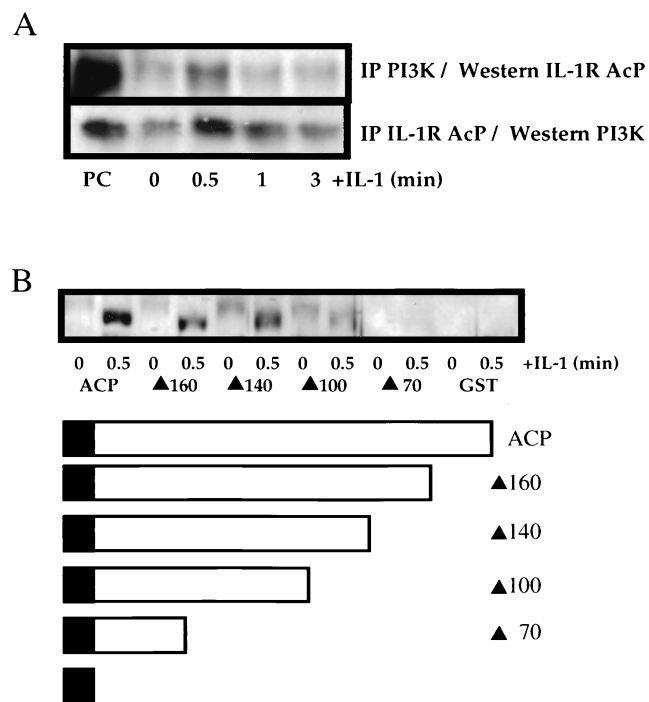 A
IP PI3K / Western IL-1R AcP
IP IL-1R AcP / Western PI3K
PC 0 0.5 1 3 +IL-1 (min)
B
0 0.5 0 0.5 0 0.5 0 0.5 0 0.5 0 0.5 +IL-1 (min)
ACP ▲160 ▲140 ▲100 ▲70 GST
ACP
▲160
▲140
▲100
▲ 70